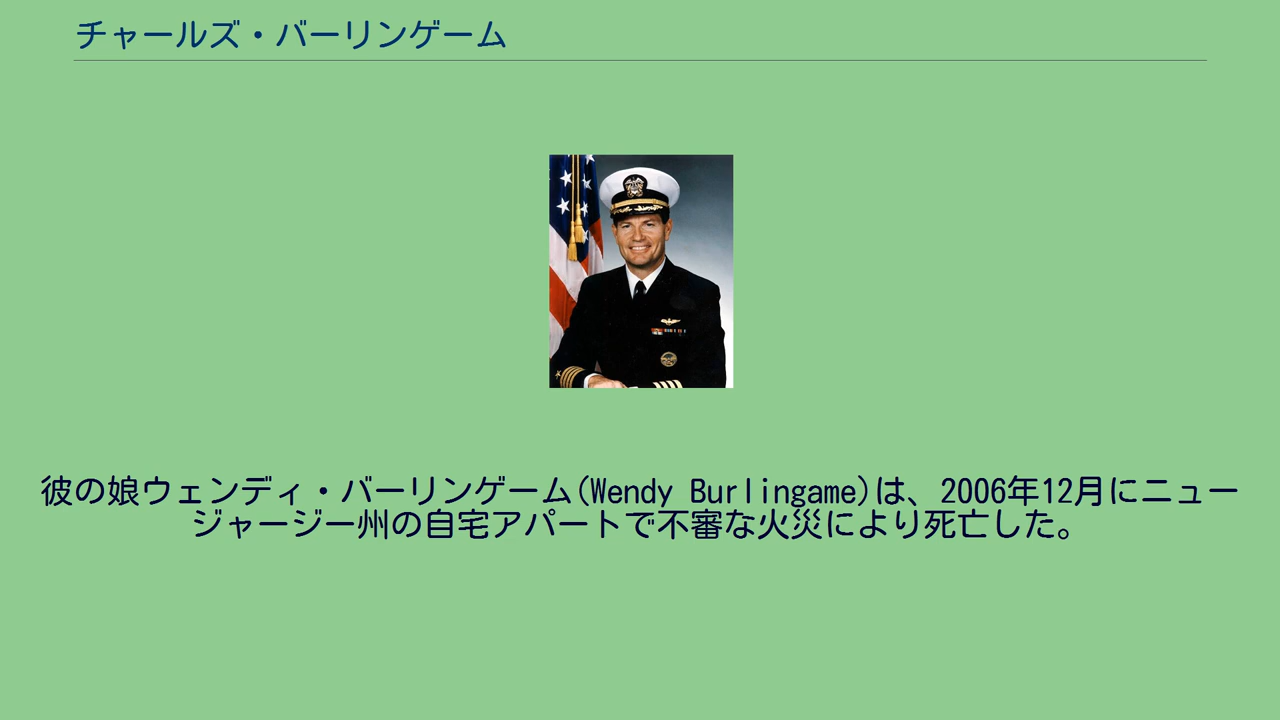 チャールズ・バーリンゲーム
彼の娘ウェンディ・バーリンゲーム(Wendy Burlingame)は、2006年12月にニュー
ジャージー州の自宅アパートで不審な火災により死亡した。